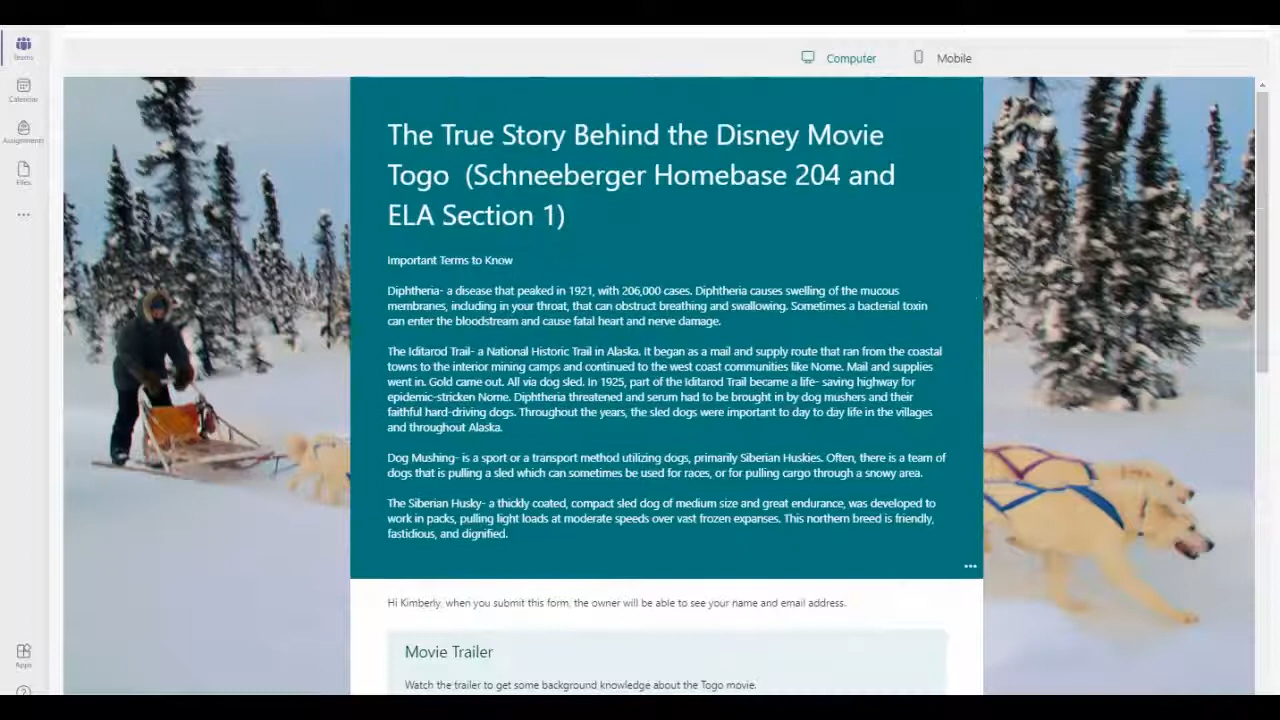 Teams
Calendar
Assignments
Files
Apps
Computer
Mobile
The True Story Behind the Disney Movie
Togo (Schneeberger Homebase 204 and
ELA Section 1)
Important Terms to Know
Diphtheria- a disease that peaked in 1921, with 206,000 cases. Diphtheria causes swelling of the mucous
membranes, including in your throat, that can obstruct breathing and swallowing. Sometimes a bacterial toxin
can enter the bloodstream and cause fatal heart and nerve damage.
The Iditarod Trail- a National Historic Trail in Alaska. It began as a mail and supply route that ran from the coastal
towns to the interior mining camps and continued to the west coast communities like Nome. Mail and supplies
went in. Gold came out. All via dog sled. In 1925, part of the Iditarod Trail became a life- saving highway for
epidemic-stricken Nome. Diphtheria threatened and serum had to be brought in by dog mushers and their
faithful hard-driving dogs. Throughout the years, the sled dogs were important to day to day life in the villages
and throughout Alaska.
Dog Mushing- is a sport or a transport method utilizing dogs, primarily Siberian Huskies. Often, there is a team of
dogs that is pulling a sled which can sometimes be used for races, or for pulling cargo through a snowy area.
The Siberian Husky- a thickly coated, compact sled dog of medium size and great endurance, was developed to
work in packs, pulling light loads at moderate speeds over vast frozen expanses. This northern breed is friendly,
fastidious, and dignified.
Hi Kimberly, when you submit this form, the owner will be able to see your name and email address.
Movie Trailer
Watch the trailer to get some background knowledge about the Togo movie.